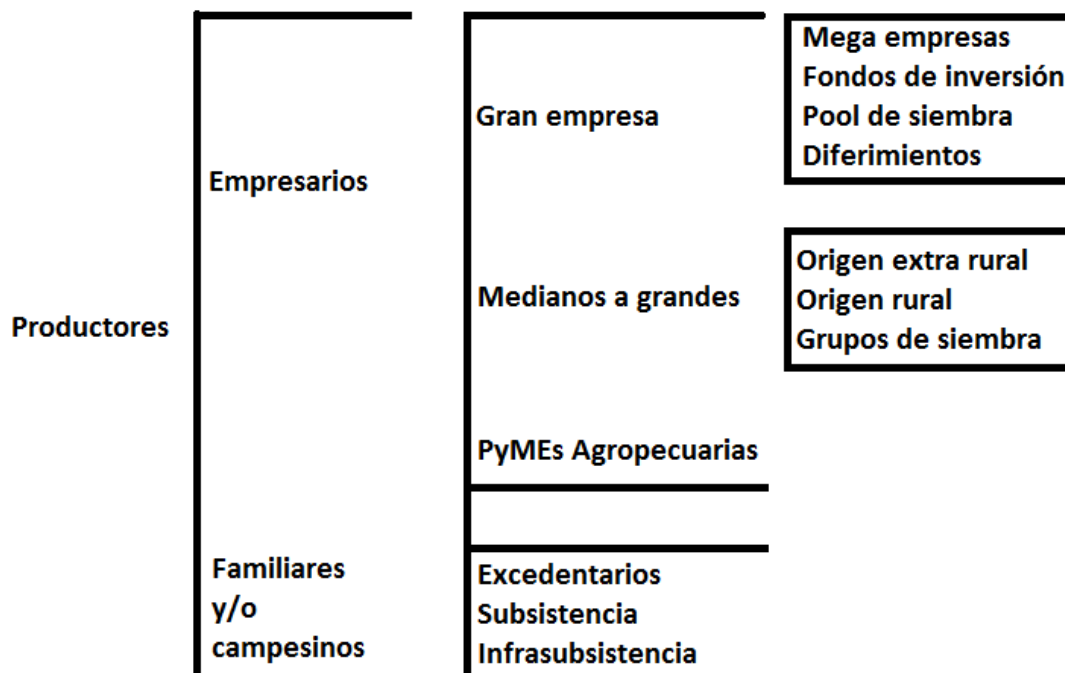 Productores
Empresarios
Gran empresa
Mega empresas
Fondos de inversión
Pool de siembra
Diferimientos
Medianos a grandes
Origen extra rural
Origen rural
Grupos de siembra
PyMEs Agropecuarias
Familiares
y/o
campesinos
Excedentarios
Subsistencia
Infrasubsistencia